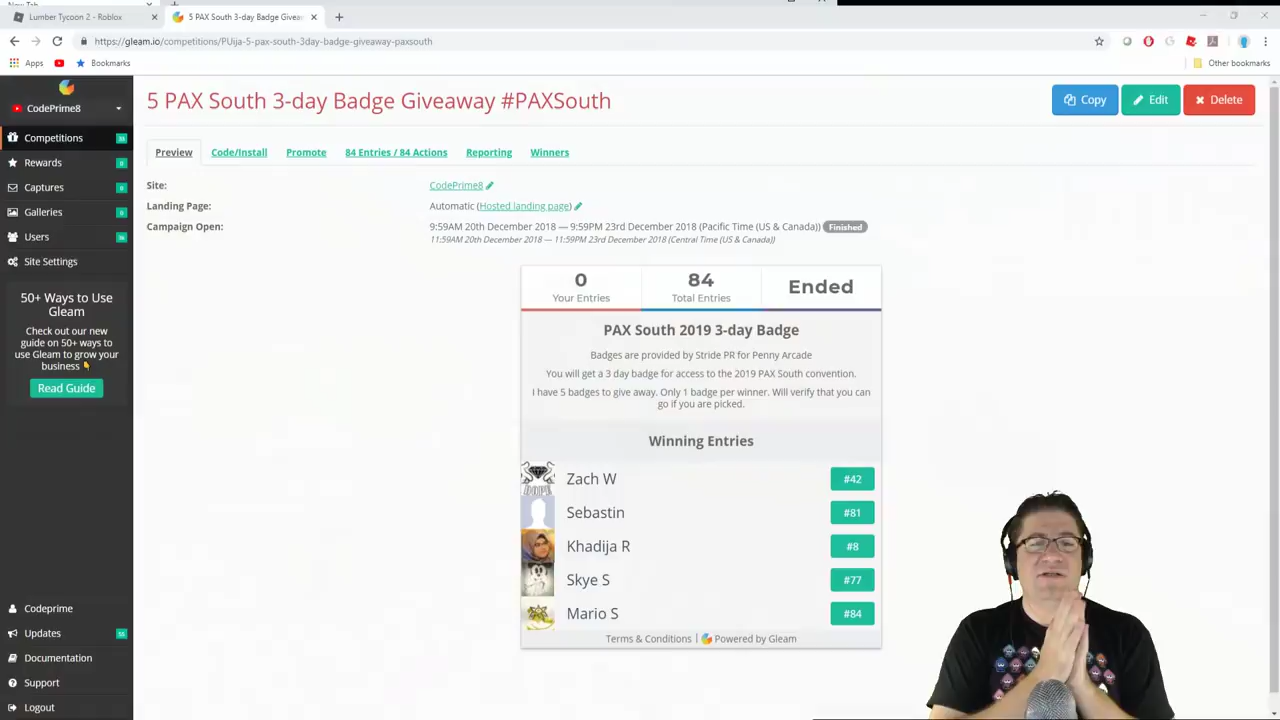 New Tab
Lumber Tycoon 2 - Roblox
5 PAX South 3-day Badge Giveaw
https://gleam.io/competitions/PUija-5-pax-south-3day-badge-giveaway-paxsouth
Apps
Bookmarks
Other bookmarks
CodePrime8
Competitions
Rewards 0
Captures 0
Galleries 0
Users
Site Settings
50+ Ways to Use
Gleam
Check out our new
guide on 50+ ways to
use Gleam to grow your
business
Read Guide
Codeprime
Updates 55
Documentation
Support
Logout
5 PAX South 3-day Badge Giveaway #PAXSouth
Copy
Edit
Delete
Preview
Code/Install
Promote
84 Entries / 84 Actions
Reporting
Winners
Site:
CodePrime8
Landing Page:
Automatic (Hosted landing page)
Campaign Open:
9:59AM 20th December 2018 — 9:59PM 23rd December 2018 (Pacific Time (US & Canada)) Finished
11:59AM 20th December 2018 — 11:59PM 23rd December 2018 (Central Time (US & Canada))
0
Your Entries
84
Total Entries
Ended
PAX South 2019 3-day Badge
Badges are provided by Stride PR for Penny Arcade
You will get a 3 day badge for access to the 2019 PAX South convention.
I have 5 badges to give away. Only 1 badge per winner. Will verify that you can
go if you are picked.
Winning Entries
Zach W #42
Sebastin #81
Khadija R #8
Skye S #77
Mario S #84
Terms & Conditions | Powered by Gleam